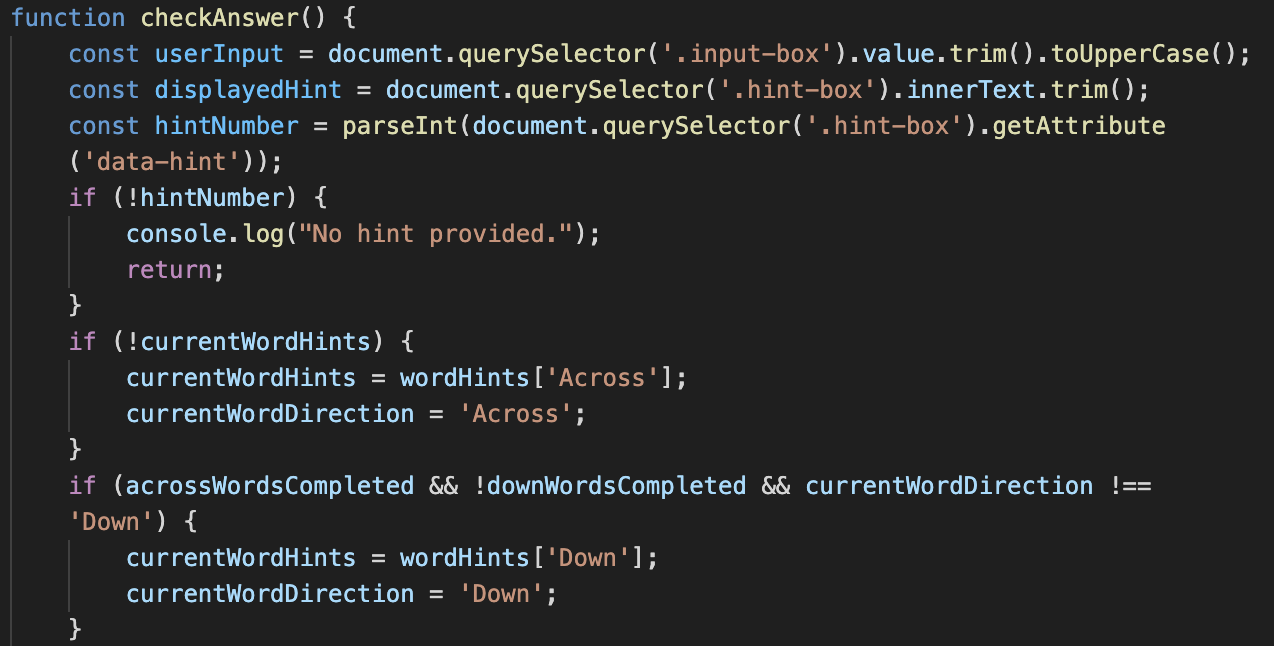 function checkAnswer() {
    const userInput = document.querySelector('.input-box').value.trim().toUpperCase();
    const displayedHint = document.querySelector('.hint-box').innerText.trim();
    const hintNumber = parseInt(document.querySelector('.hint-box').getAttribute
    ('data-hint'));
    if (!hintNumber) {
        console.log("No hint provided.");
        return;
    }
    if (!currentWordHints) {
        currentWordHints = wordHints['Across'];
        currentWordDirection = 'Across';
    }
    if (acrossWordsCompleted && !downWordsCompleted && currentWordDirection !==
    'Down') {
        currentWordHints = wordHints['Down'];
        currentWordDirection = 'Down';
    }